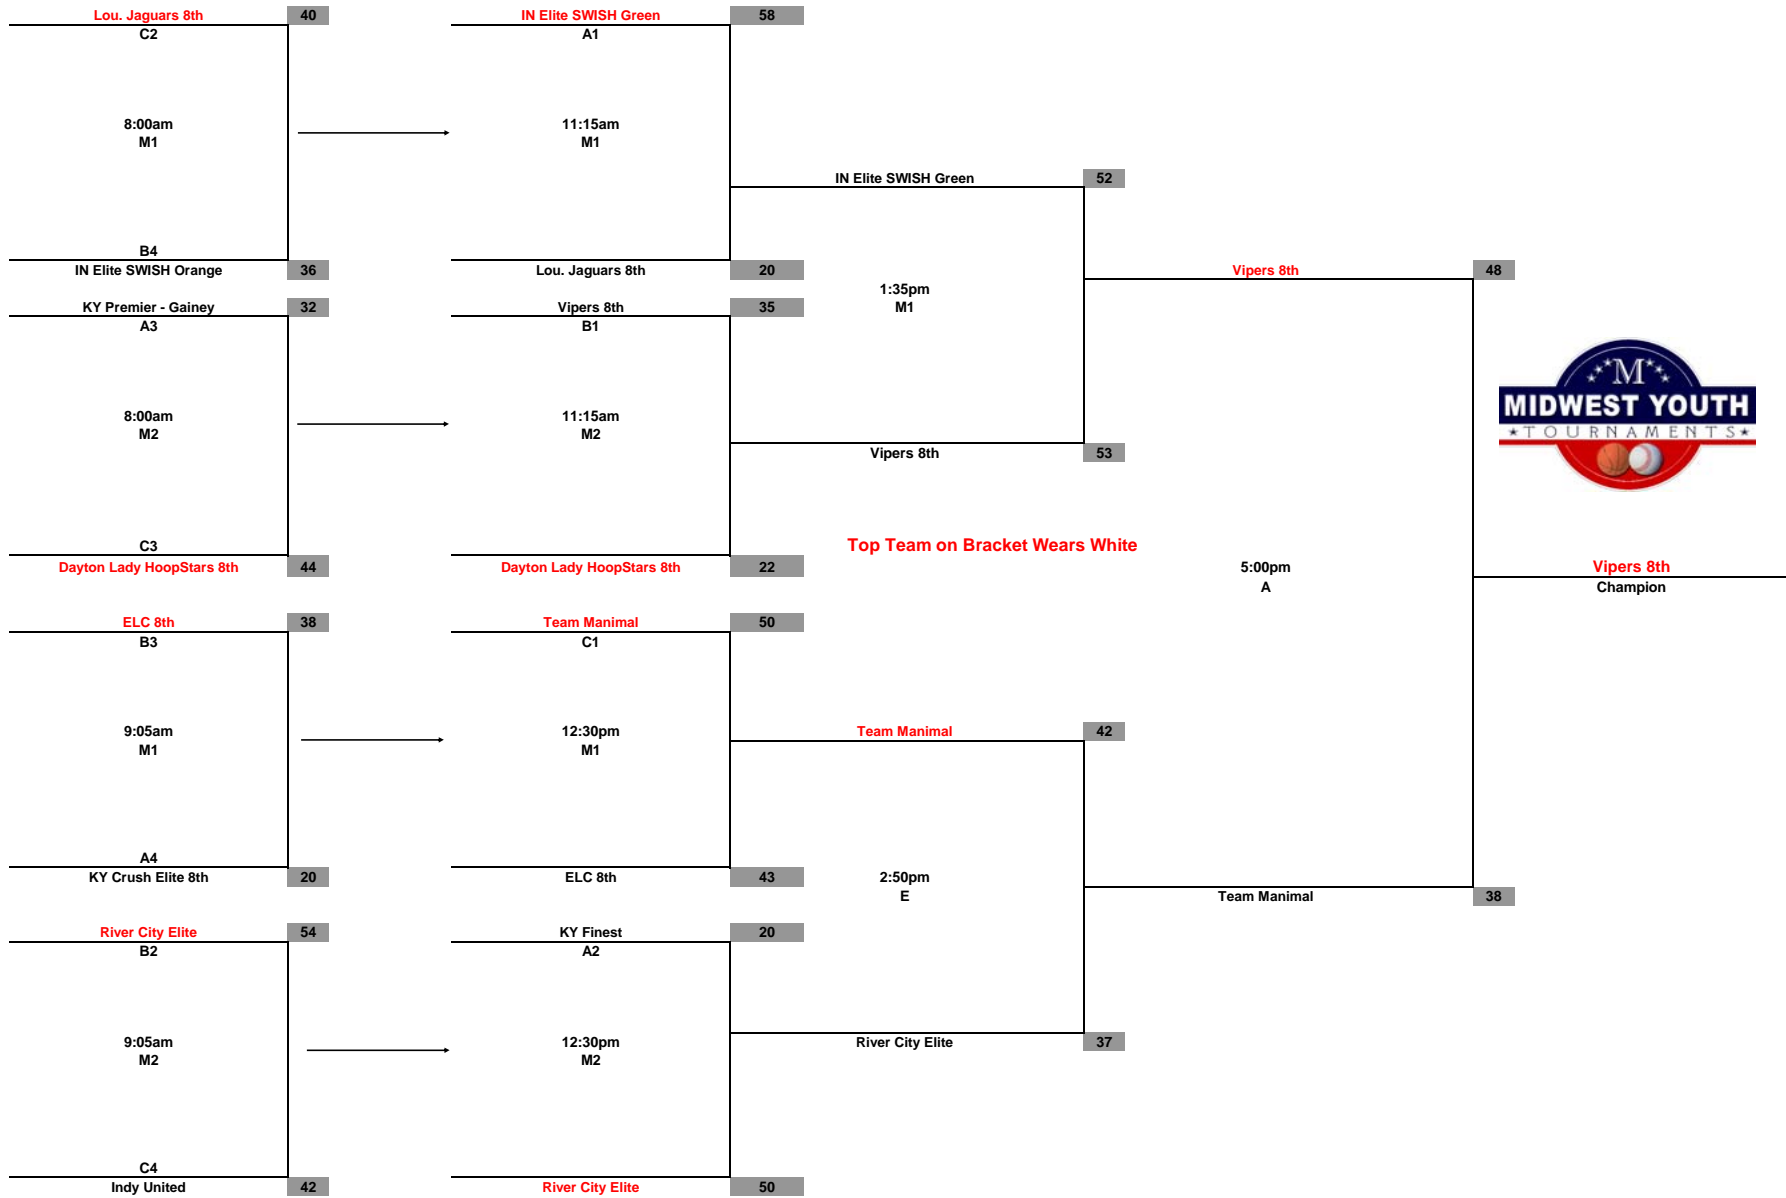 Lou. Jaguars 8th 40 IN Elite SWISH Green 58
C2 A1
8:00am 11:15am
M1 M1
IN Elite SWISH Green 52
B4
IN Elite SWISH Orange 36 Lou. Jaguars 8th 20 Vipers 8th 48
1:35pm
KY Premier - Gainey 32 Vipers 8th 35 M1
A3 B1
M
8:00am 11:15am MIDWEST YOUTH
M2 M2 TOURNAMENTS
Vipers 8th 53
C3 Top Team on Bracket Wears White
Dayton Lady HoopStars 8th 44 Dayton Lady HoopStars 8th 22 5:00pm Vipers 8th
A Champion
ELC 8th 38 Team Manimal 50
B3 C1
9:05am 12:30pm Team Manimal 42
M1 M1
A4
KY Crush Elite 8th 20 ELC 8th 43 2:50pm
E Team Manimal 38
River City Elite 54 KY Finest 20
B2 A2
9:05am 12:30pm River City Elite 37
M2 M2
C4
Indy United 42 River City Elite 50